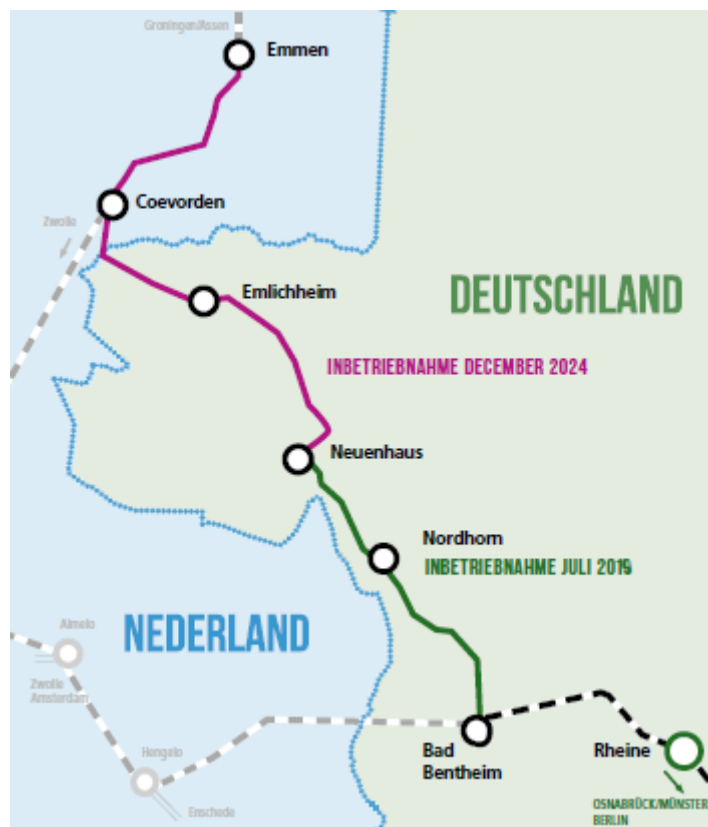 Groningen/Assen
Emmen
Coevorden
Zwolle
Emlichheim
DEUTSCHLAND
INBETRIEBNAHME DECEMBER 2024
Neuenhaus
Nordhorn
INBETRIEBNAHME JULI 2019
NEDERLAND
Almelo
Zwolle
Amsterdam
Hengelo
Enschede
Bad
Bentheim
Rheine
OSNABRÜCK/MÜNSTER
BERLIN